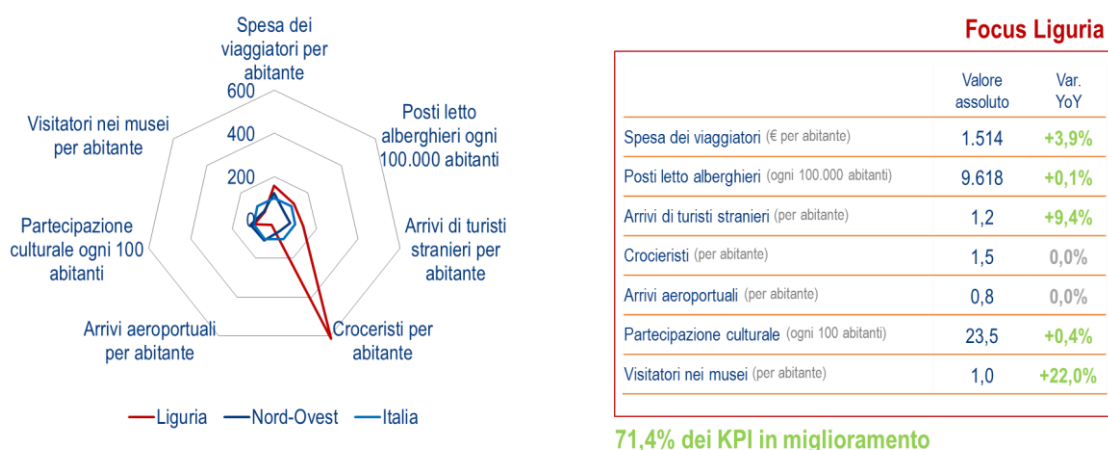 Spesa dei
viaggiatori per
abitante
600
400
200
0
Posti letto
alberghieri ogni
100.000 abitanti
Arrivi di turisti
stranieri per
abitante
Croceristi per
abitante
Arrivi aeroportuali
per abitante
Partecipazione
culturale ogni 100
abitanti
Visitatori nei musei
per abitante
Liguria Nord-Ovest Italia
Focus Liguria
Valore assoluto Var. YoY
Spesa dei viaggiatori (€ per abitante) 1.514 +3,9%
Posti letto alberghieri (ogni 100.000 abitanti) 9.618 +0,1%
Arrivi di turisti stranieri (per abitante) 1,2 +9,4%
Crocieristi (per abitante) 1,5 0,0%
Arrivi aeroportuali (per abitante) 0,8 0,0%
Partecipazione culturale (ogni 100 abitanti) 23,5 +0,4%
Visitatori nei musei (per abitante) 1,0 +22,0%
71,4% dei KPI in miglioramento